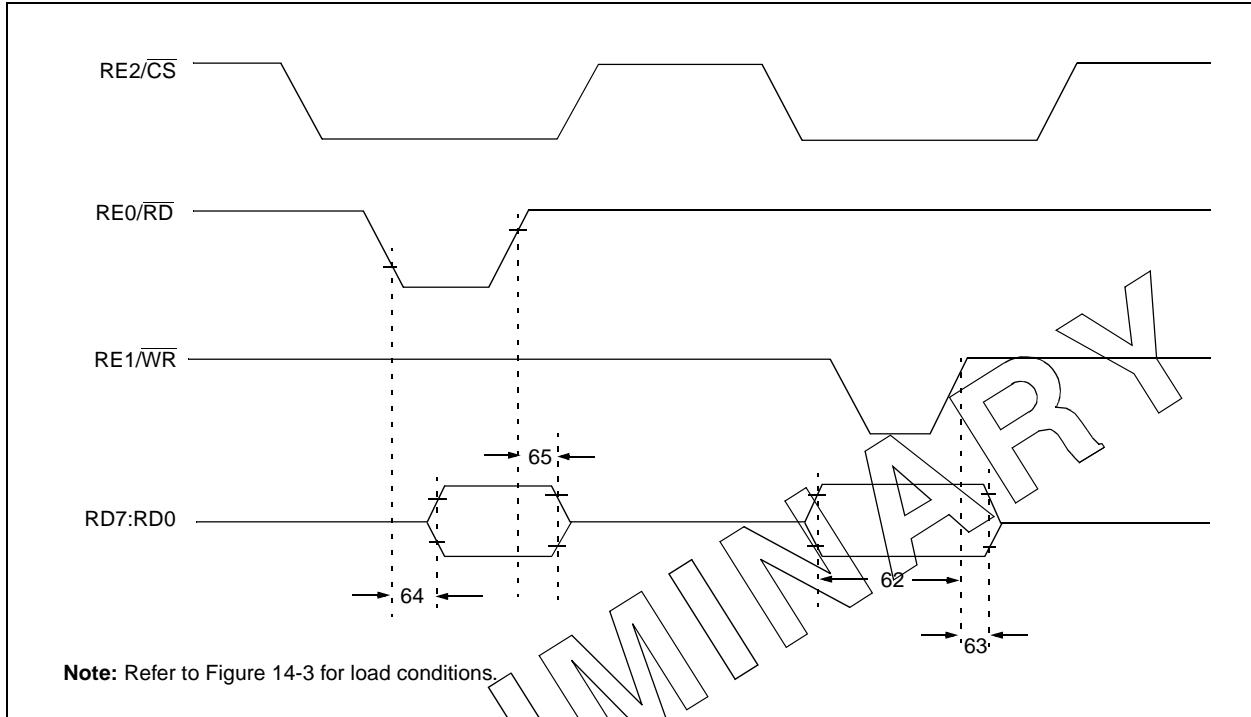 RE2/CS
RE0/RD
RE1/WR
65
RD7:RD0
62
64
63
Note: Refer to Figure 14-3 for load conditions.
IMINARY